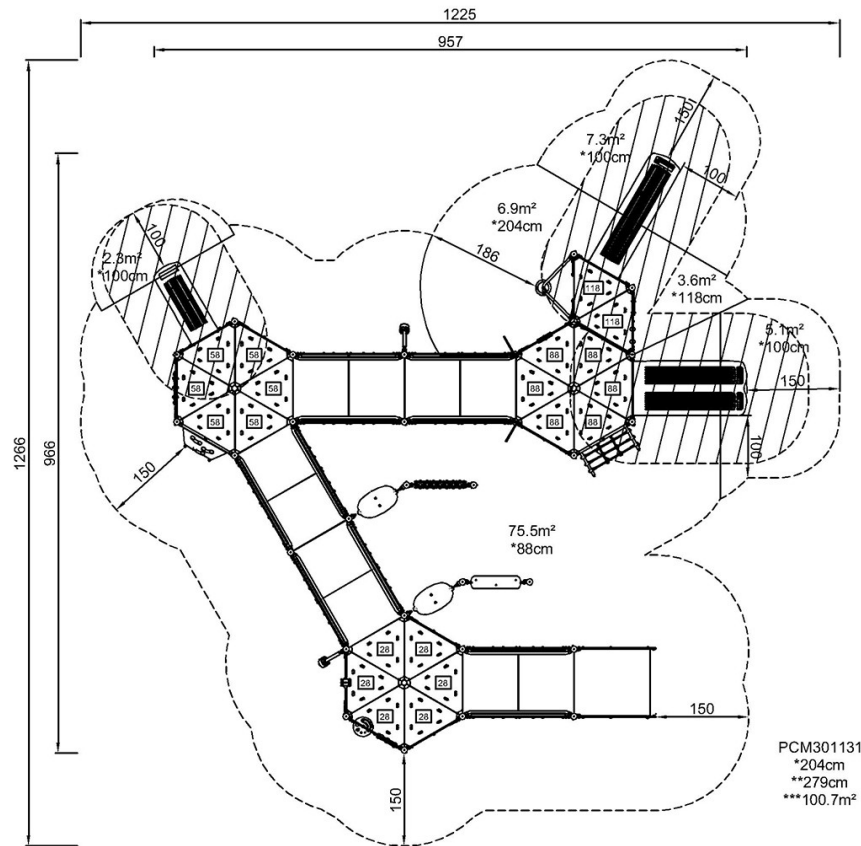 1225
957
150
7.3m²
*100cm
100
6.9m²
*204cm
100
2.3m²
*100cm
186
3.6m²
*118cm
118
118
5.1m²
*100cm
58
58
88
88
58
58
88
88
150
58
58
88
88
1266
966
150
100
75.5m²
*88cm
28
28
28
28
28
28
150
150
PCM301131
*204cm
**279cm
***100.7m²